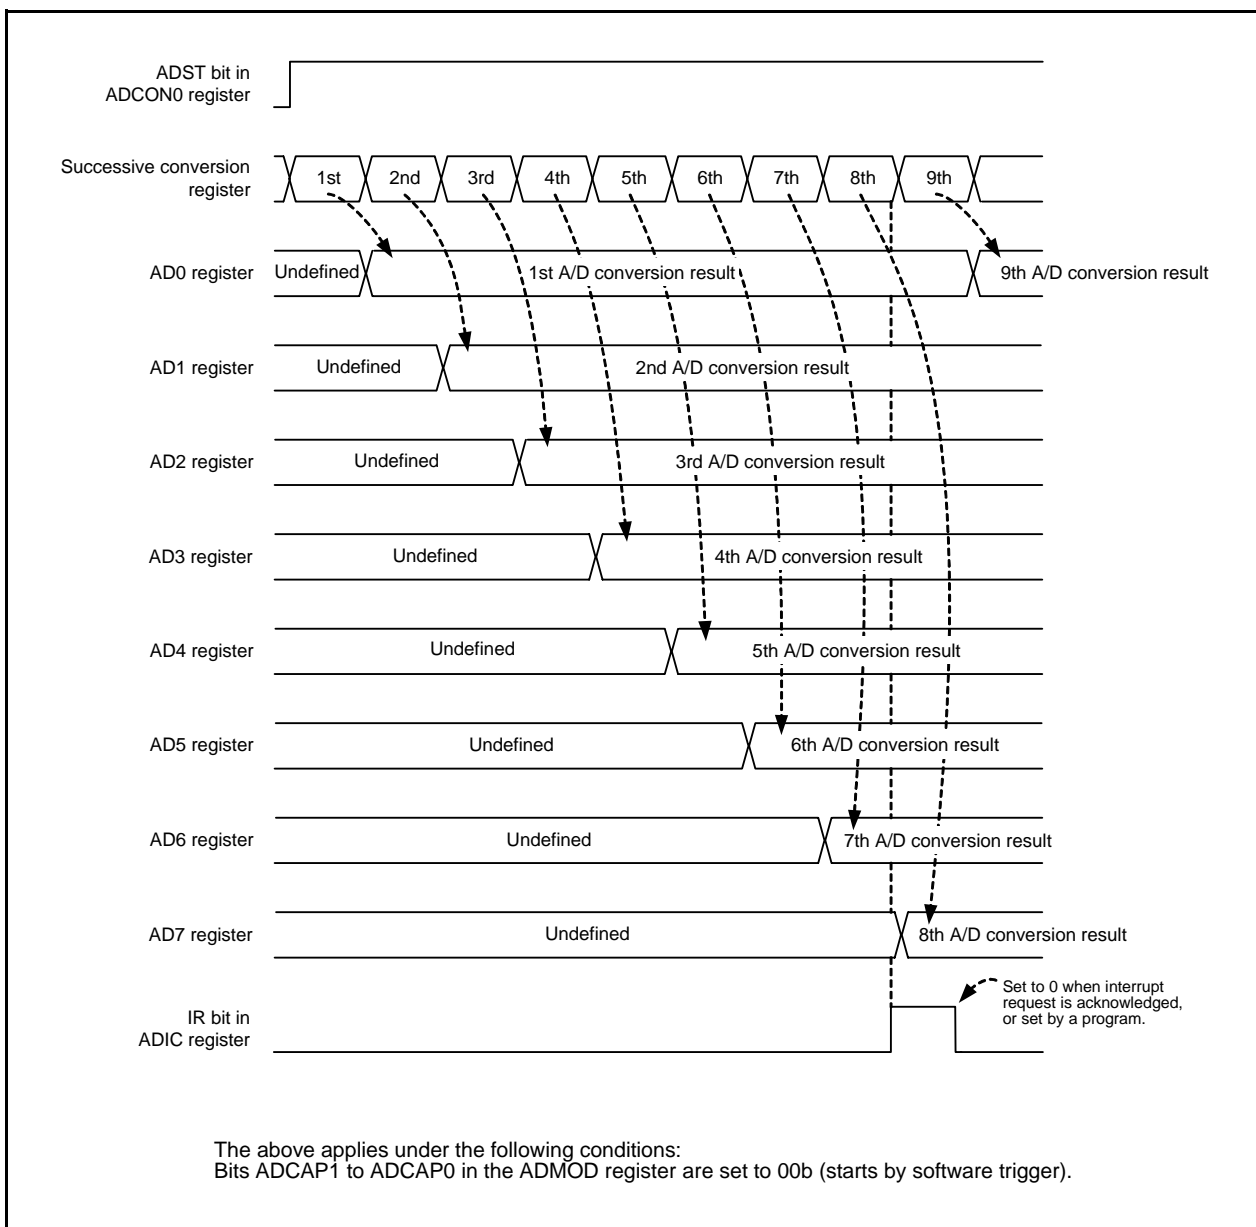 ADST bit in
ADCON0 register
Successive conversion
register
1st 2nd 3rd 4th 5th 6th 7th 8th 9th
AD0 register Undefined 1st A/D conversion result 9th A/D conversion result
AD1 register Undefined 2nd A/D conversion result
AD2 register Undefined 3rd A/D conversion result
AD3 register Undefined 4th A/D conversion result
AD4 register Undefined 5th A/D conversion result
AD5 register Undefined 6th A/D conversion result
AD6 register Undefined 7th A/D conversion result
AD7 register Undefined 8th A/D conversion result
IR bit in
ADIC register
Set to 0 when interrupt
request is acknowledged,
or set by a program.
The above applies under the following conditions:
Bits ADCAP1 to ADCAP0 in the ADMOD register are set to 00b (starts by software trigger).